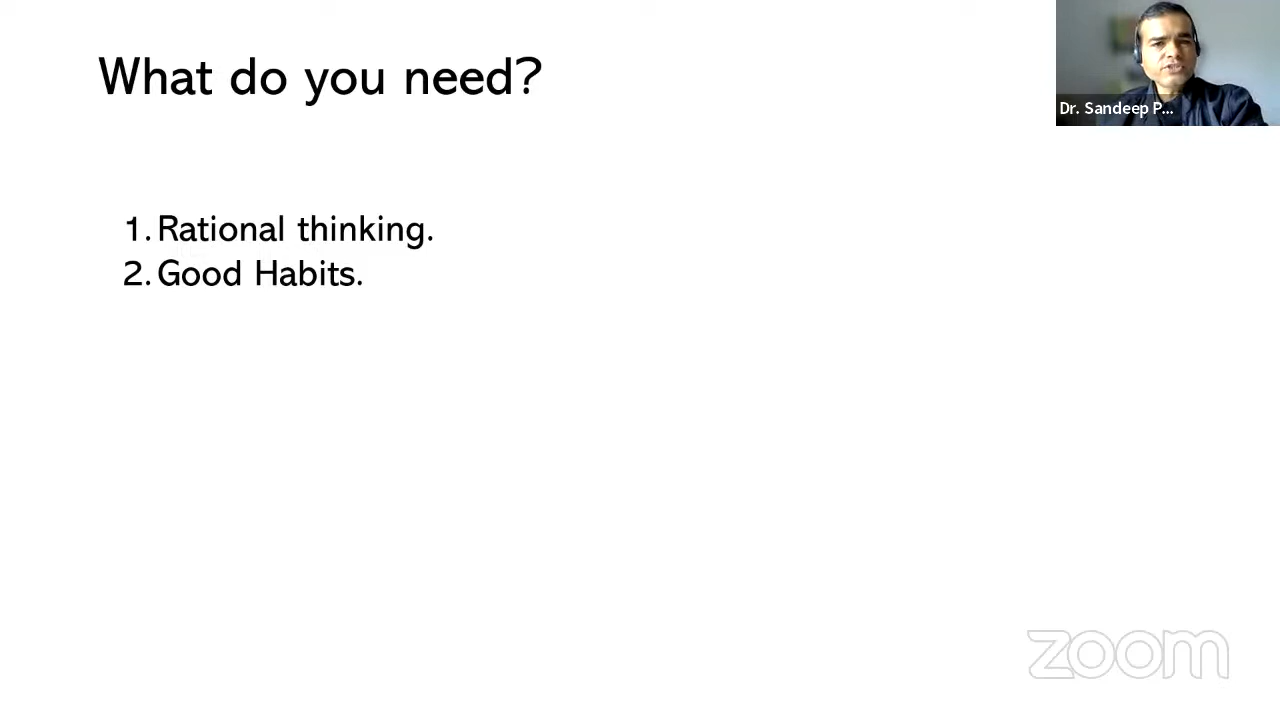 What do you need?
Dr. Sandeep P...
1. Rational thinking.
2. Good Habits.
zoom